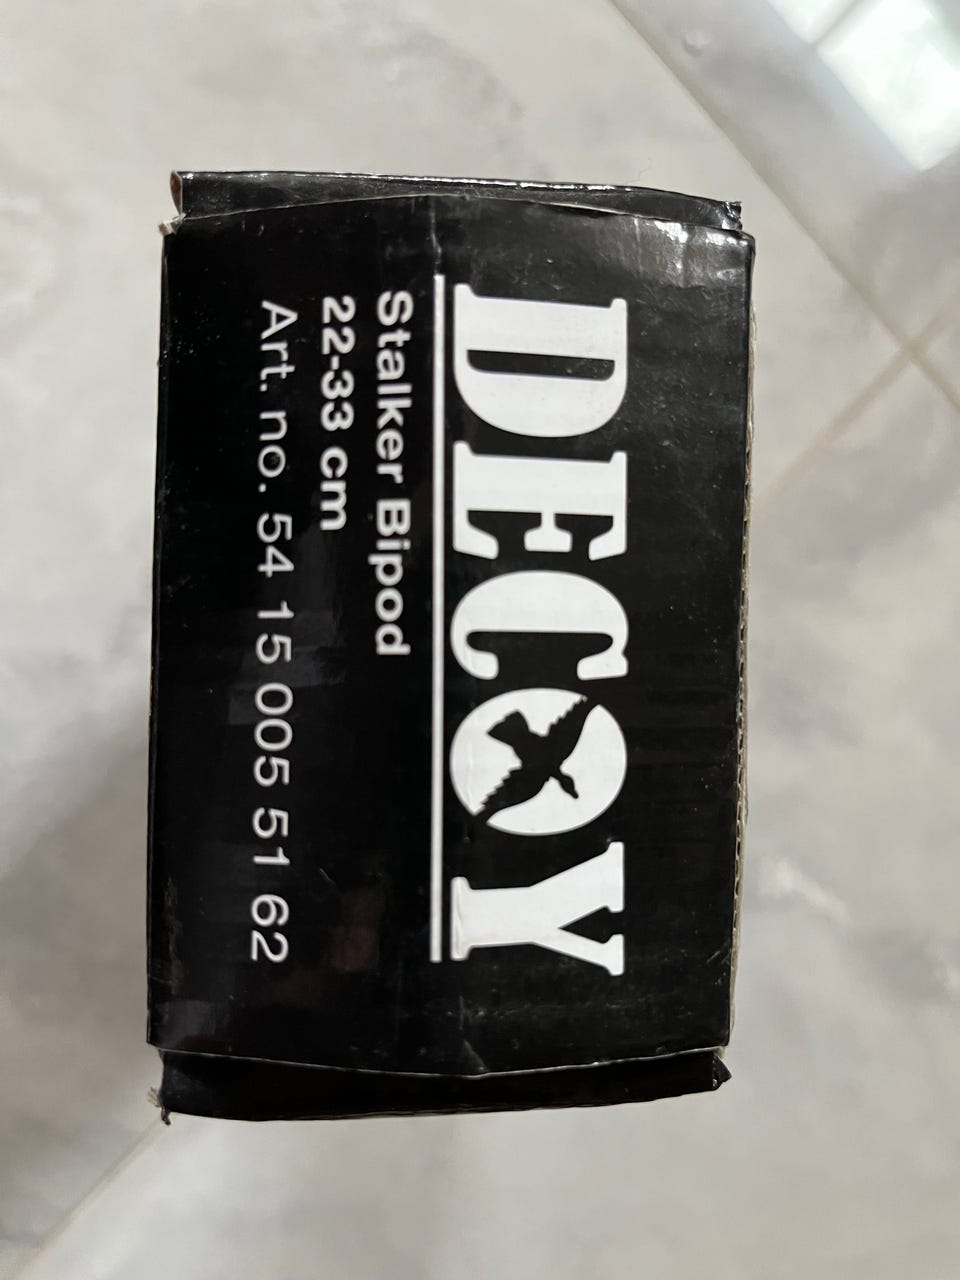 DECOY
Stalker Bipod
22-33 cm
Art. no. 54 15 005 51 62